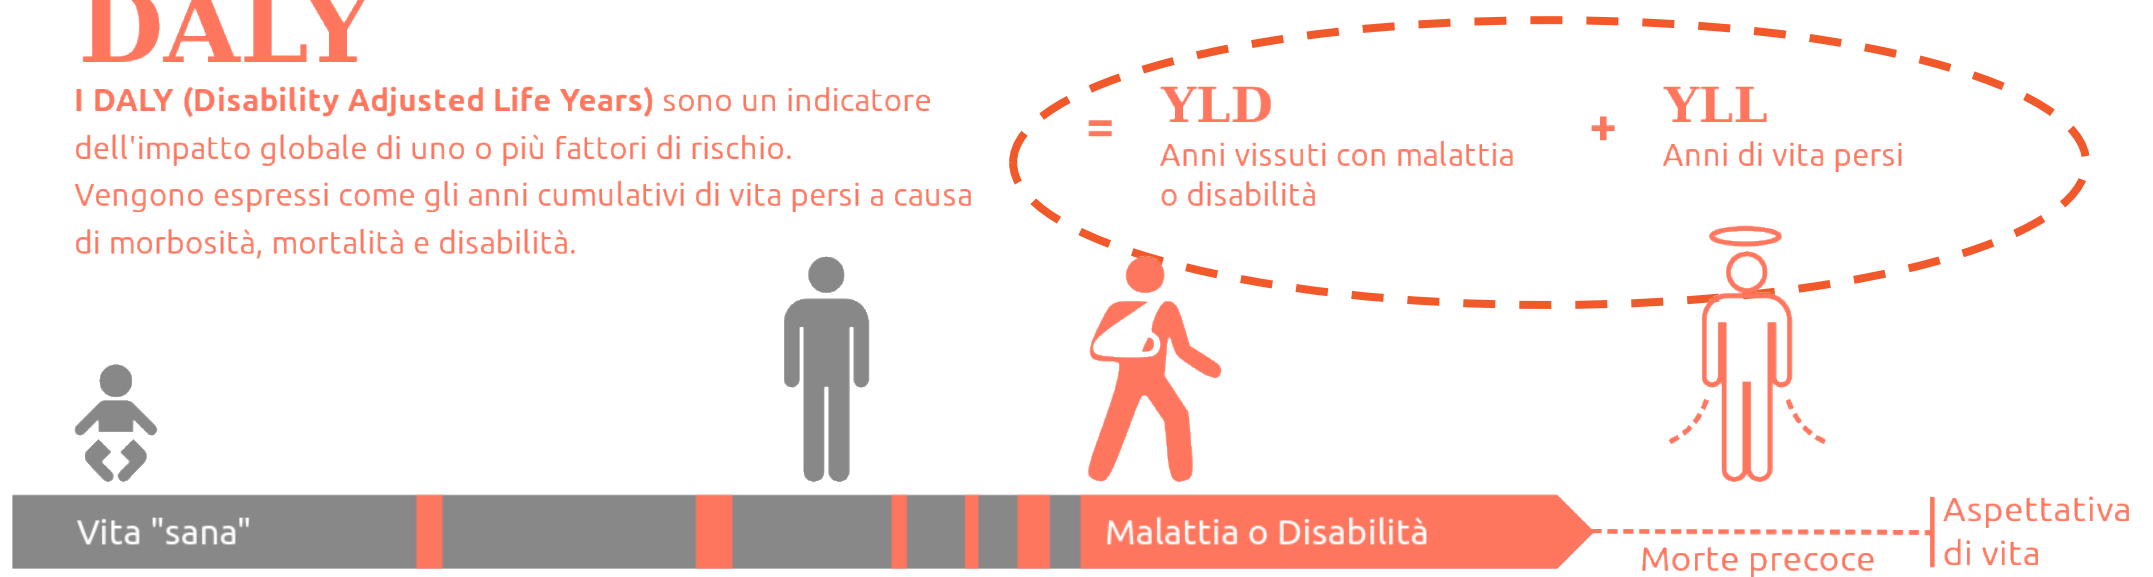 DALY
I DALY (Disability Adjusted Life Years) sono un indicatore
dell'impatto globale di uno o più fattori di rischio.
Vengono espressi come gli anni cumulativi di vita persi a causa
di morbosità, mortalità e disabilità.
= YLD + YLL
Anni vissuti con malattia
o disabilità
Anni di vita persi
Vita "sana"
Malattia o Disabilità
Morte precoce
Aspettativa
di vita